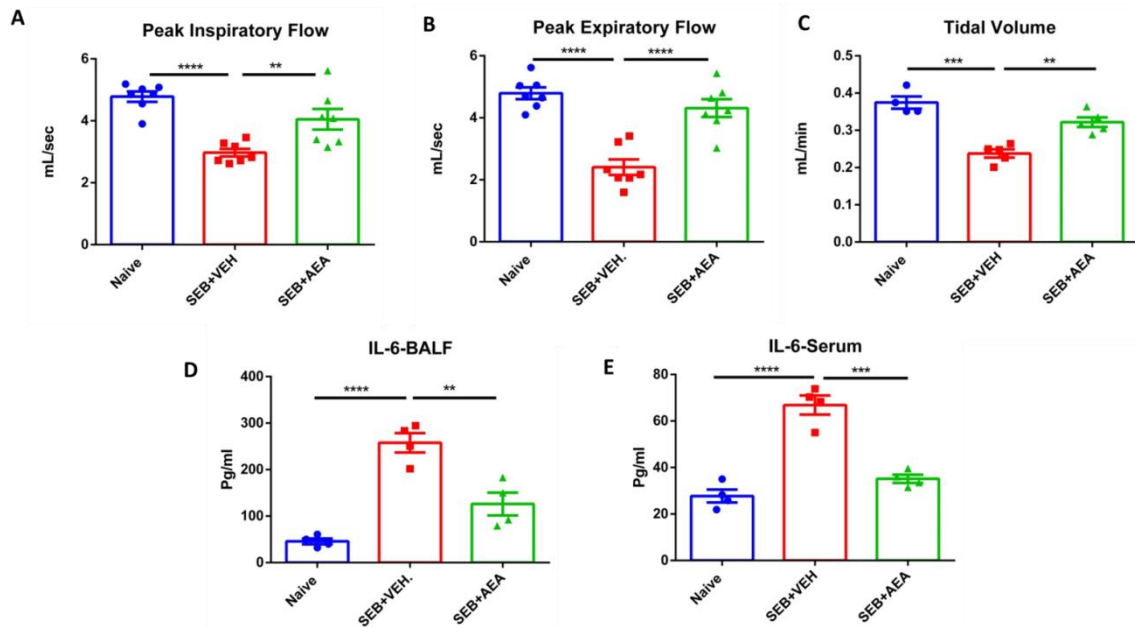 A
Peak Inspiratory Flow
mL/sec
6
4
2
0
****
**
Naive
SEB+VEH
SEB+AEA
B
Peak Expiratory Flow
mL/sec
6
4
2
0
****
****
Naive
SEB+VEH.
SEB+AEA
C
Tidal Volume
mL/min
0.5
0.4
0.3
0.2
0.1
0.0
***
**
Naive
SEB+VEH
SEB+AEA
D
IL-6-BALF
Pg/ml
400
300
200
100
0
****
**
Naive
SEB+VEH.
SEB+AEA
E
IL-6-Serum
Pg/ml
80
60
40
20
0
****
***
Naive
SEB+VEH
SEB+AEA